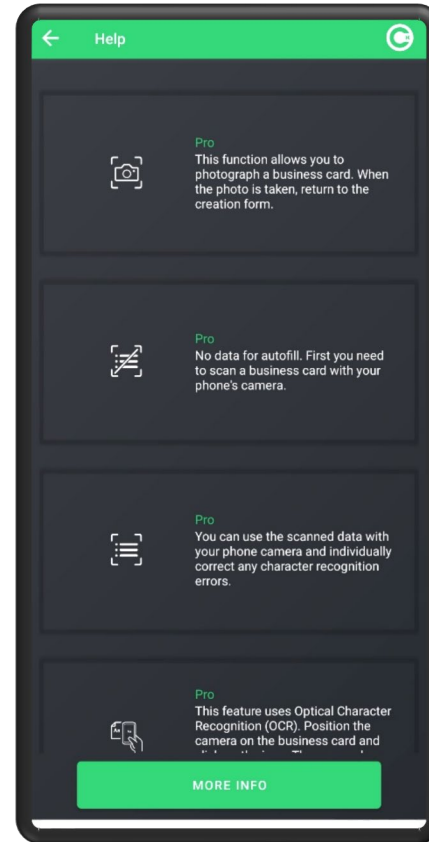 Help
Pro
This function allows you to
photograph a business card. When
the photo is taken, return to the
creation form.
Pro
No data for autofill. First you need
to scan a business card with your
phone's camera.
Pro
You can use the scanned data with
your phone camera and individually
correct any character recognition
errors.
Pro
This feature uses Optical Character
Recognition (OCR). Position the
camera on the business card and
MORE INFO